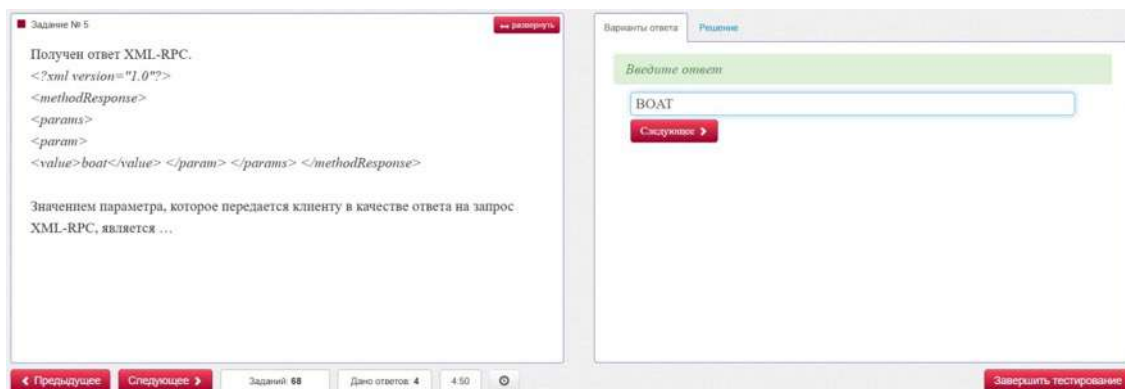 Задание № 5
развернуть
Получен ответ XML-RPC.
<?xml version="1.0"?>
<methodResponse>
<params>
<param>
<value>boat</value> </param> </params> </methodResponse>
Значением параметра, которое передается клиенту в качестве ответа на запрос
XML-RPC, является …
Варианты ответа Решение
Введите ответ
BOAT
Следующее
Предыдущее Следующее Заданий: 68 Дано ответов: 4 4:50 Завершить тестирование